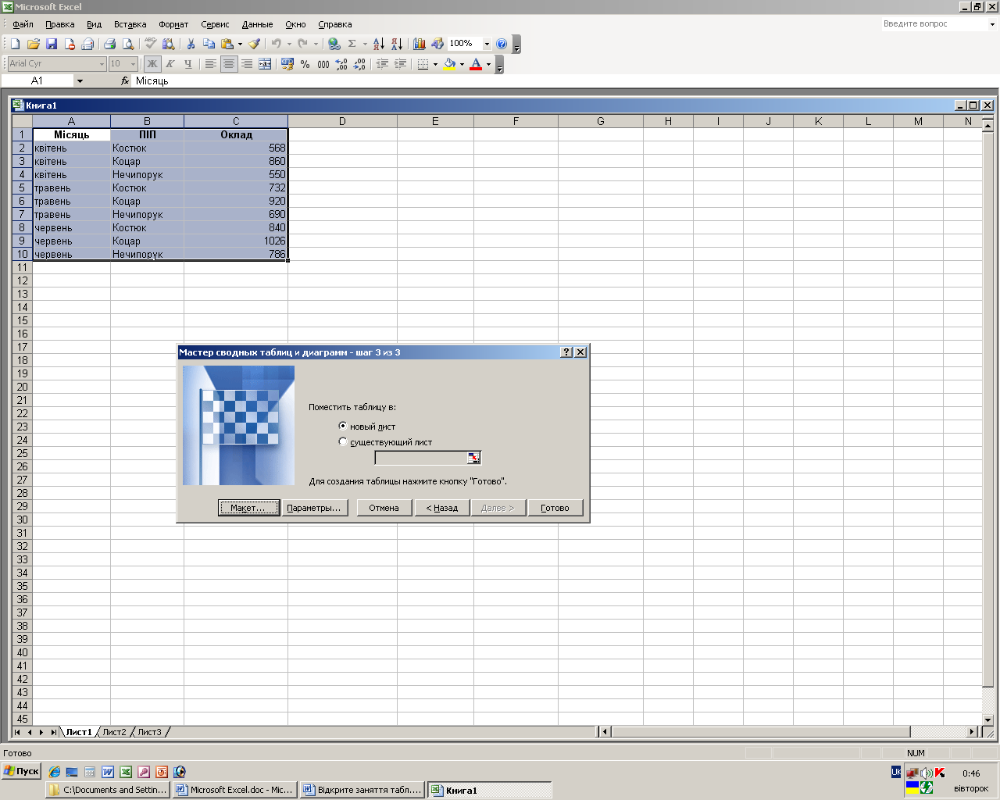 Microsoft Excel
Файл Правка Вид Вставка Формат Сервис Данные Окно Справка Введите вопрос
100%
Arial Cyr 10 Ж К Ч % 000
A1 fx Місяць
Книга1
A B C D E F G H I J K L M N
1 Місяць ПІП Оклад
2 квітень Костюк 568
3 квітень Коцар 860
4 квітень Нечипорук 550
5 травень Костюк 732
6 травень Коцар 920
7 травень Нечипорук 690
8 червень Костюк 840
9 червень Коцар 1026
10 червень Нечипорук 786
11
12
13
14
15
16
17
18
19
20
21
22
23
24
25
26
27
28
29
30
31
32
33
34
35
36
37
38
39
40
41
42
43
44
45
Мастер сводных таблиц и диаграмм - шаг 3 из 3
Поместить таблицу в:
новый лист
существующий лист
Для создания таблицы нажмите кнопку "Готово".
Макет... Параметры... Отмена < Назад Далее > Готово
Лист1 Лист2 Лист3
Готово NUM
Пуск UK 0:46
C:\Documents and Settin... Microsoft Excel.doc - Mic... Відкрите заняття табл.... Книга1 вівторок